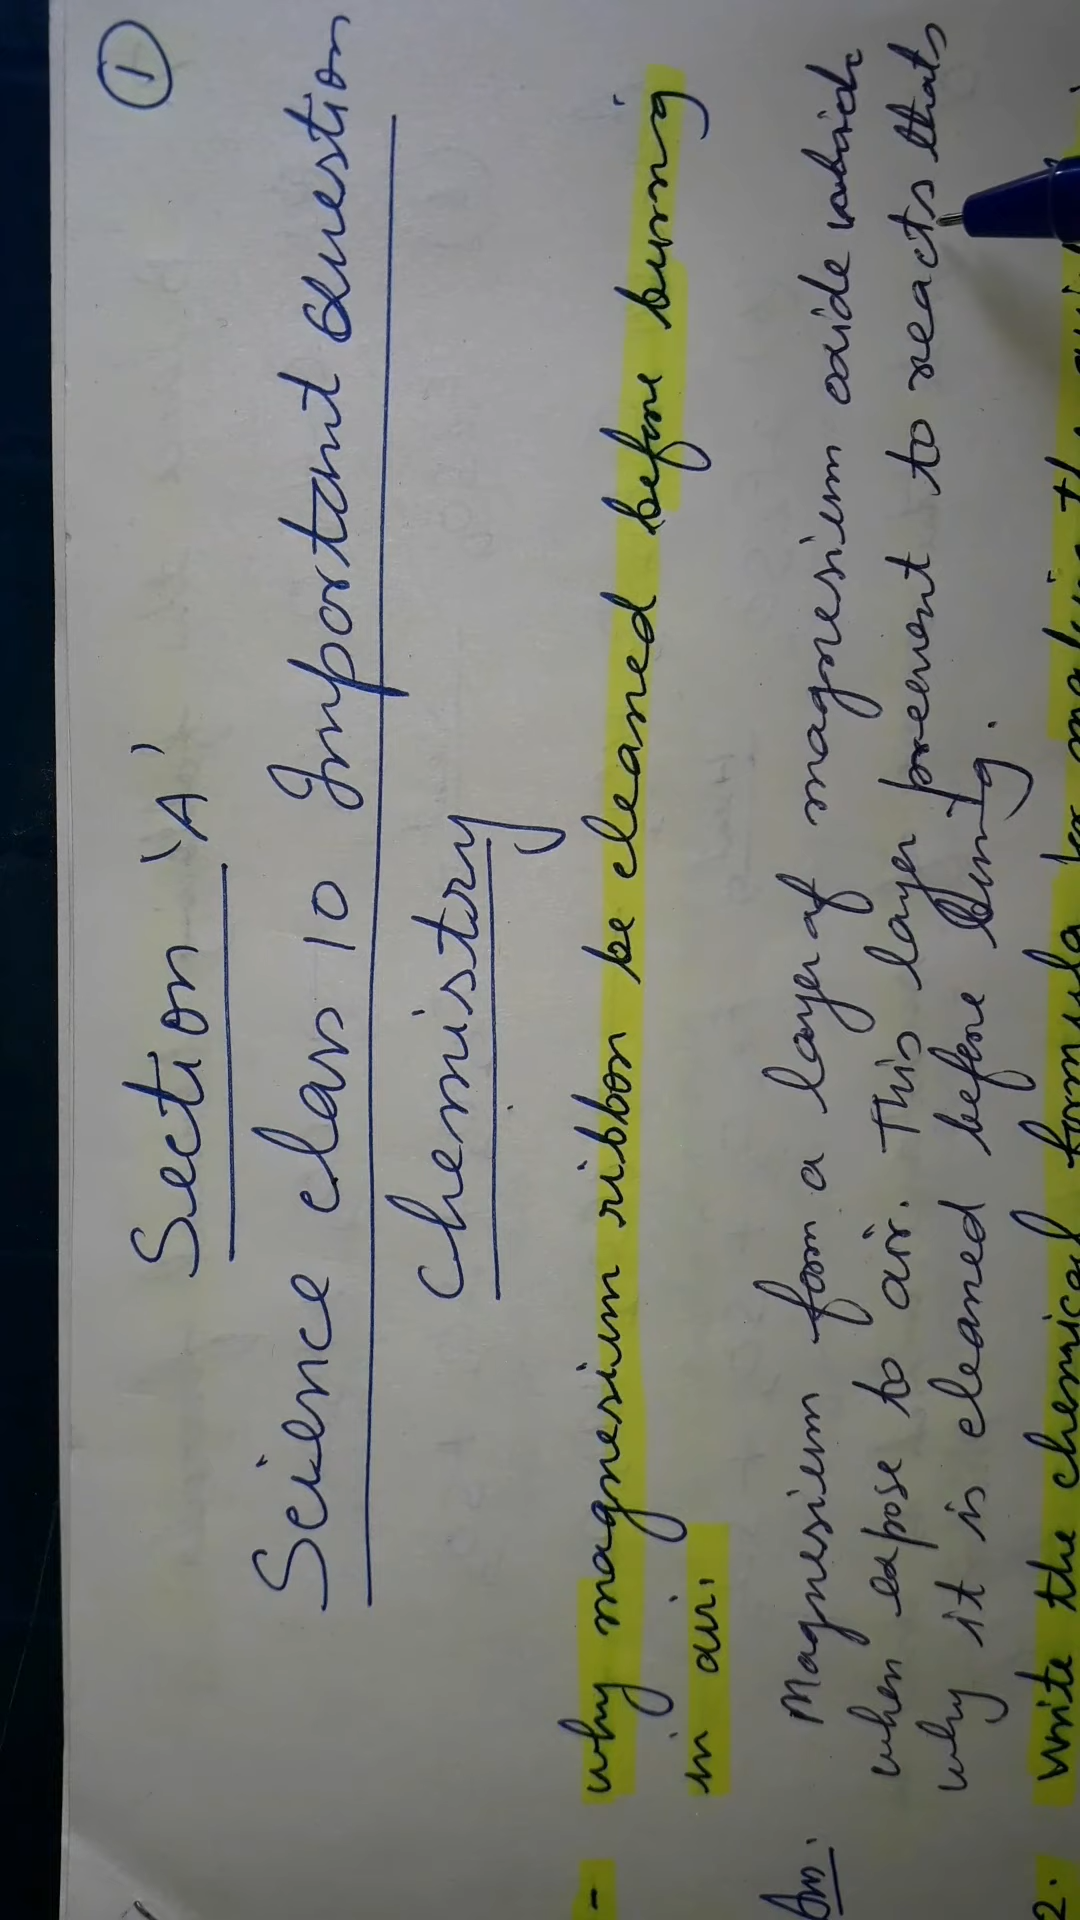 ①
Section 'A'
Science class 10 Important Question
Chemistry
1- why magnesium ribbon be cleaned before burning
in air.
Ans. Magnesium form a layer of magnesium oxide which
when expose to air. This layer prevent to reacts thats
why it is cleaned before burning.
2. write the chemical formula for